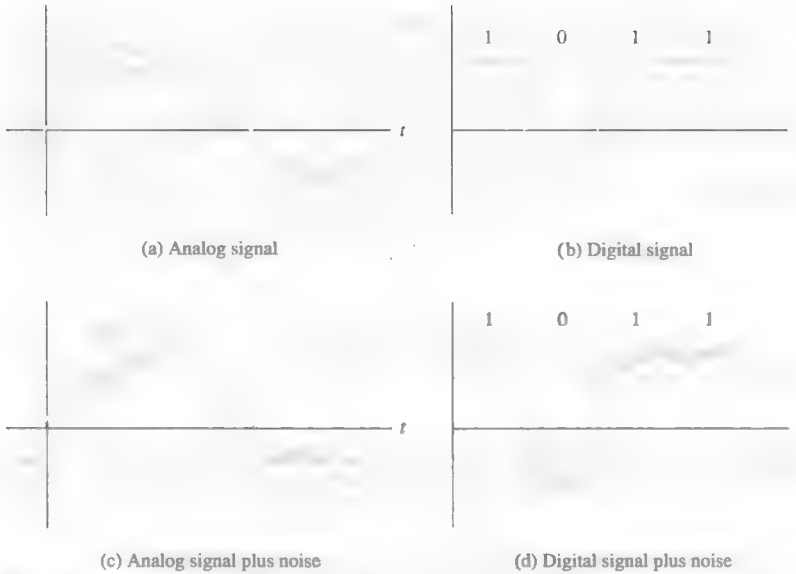 1 0 1 1
t
(a) Analog signal
(b) Digital signal
1 0 1 1
t
(c) Analog signal plus noise
(d) Digital signal plus noise